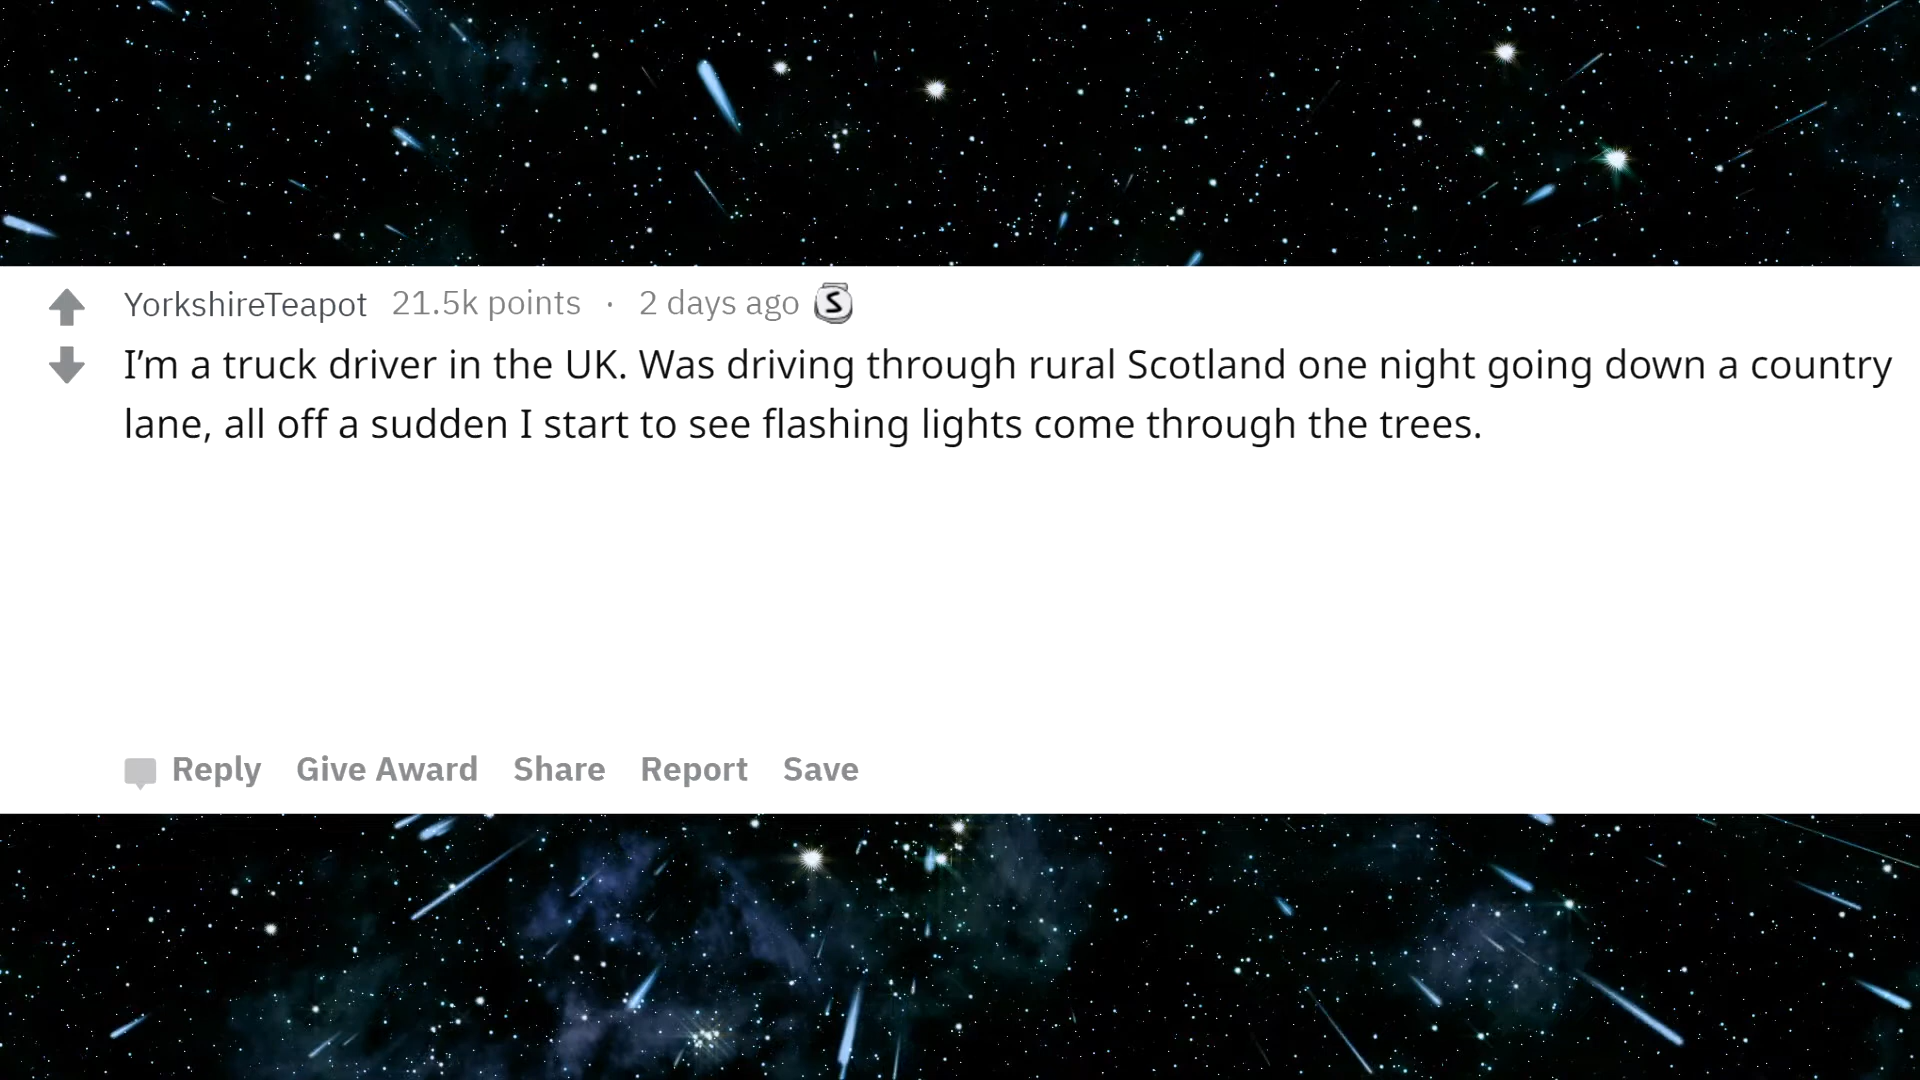 YorkshireTeapot 21.5k points · 2 days ago S
I’m a truck driver in the UK. Was driving through rural Scotland one night going down a country
lane, all off a sudden I start to see flashing lights come through the trees.
Reply Give Award Share Report Save